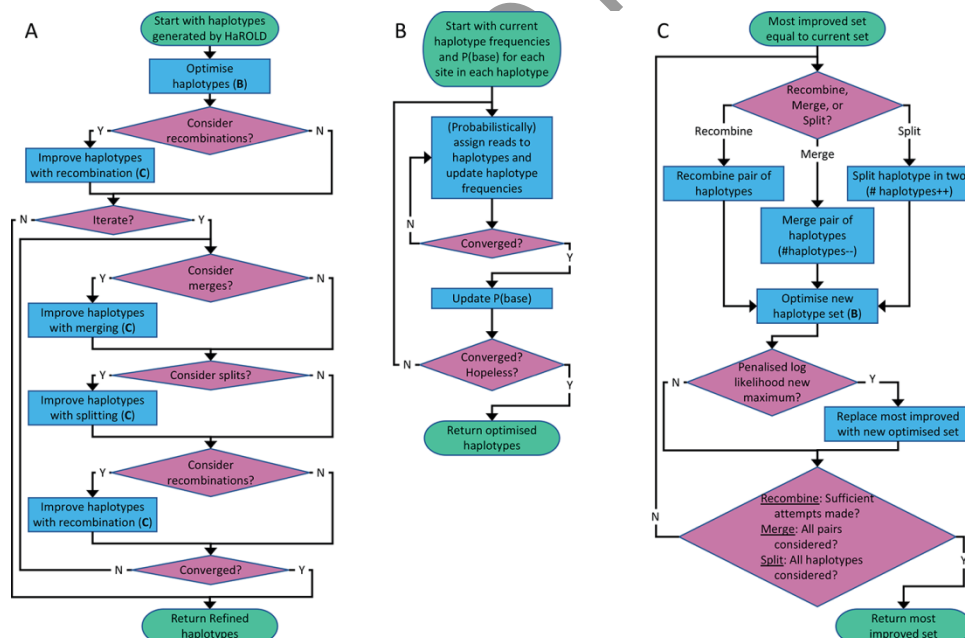 A
Start with haplotypes
generated by HaROLD
Optimise
haplotypes (B)
Consider
recombinations?
Y
N
Improve haplotypes
with recombination (C)
N
Iterate?
Y
Consider
merges?
Y
N
Improve haplotypes
with merging (C)
Consider splits?
Y
N
Improve haplotypes
with splitting (C)
Consider
recombinations?
Y
N
Improve haplotypes
with recombination (C)
N
Converged?
Y
Return Refined
haplotypes
B
Start with current
haplotype frequencies
and P(base) for each
site in each haplotype
(Probabilistically)
assign reads to
haplotypes and
update haplotype
frequencies
N
Converged?
Y
Update P(base)
N
Converged?
Hopeless?
Y
Return optimised
haplotypes
C
Most improved set
equal to current set
Recombine,
Merge, or
Split?
Recombine
Merge
Split
Recombine pair of
haplotypes
Split haplotype in two
(# haplotypes++)
Merge pair of
haplotypes
(#haplotypes--)
Optimise new
haplotype set (B)
Penalised log
likelihood new
maximum?
N
Y
Replace most improved
with new optimised set
Recombine: Sufficient
attempts made?
Merge: All pairs
considered?
Split: All haplotypes
considered?
N
Y
Return most
improved set